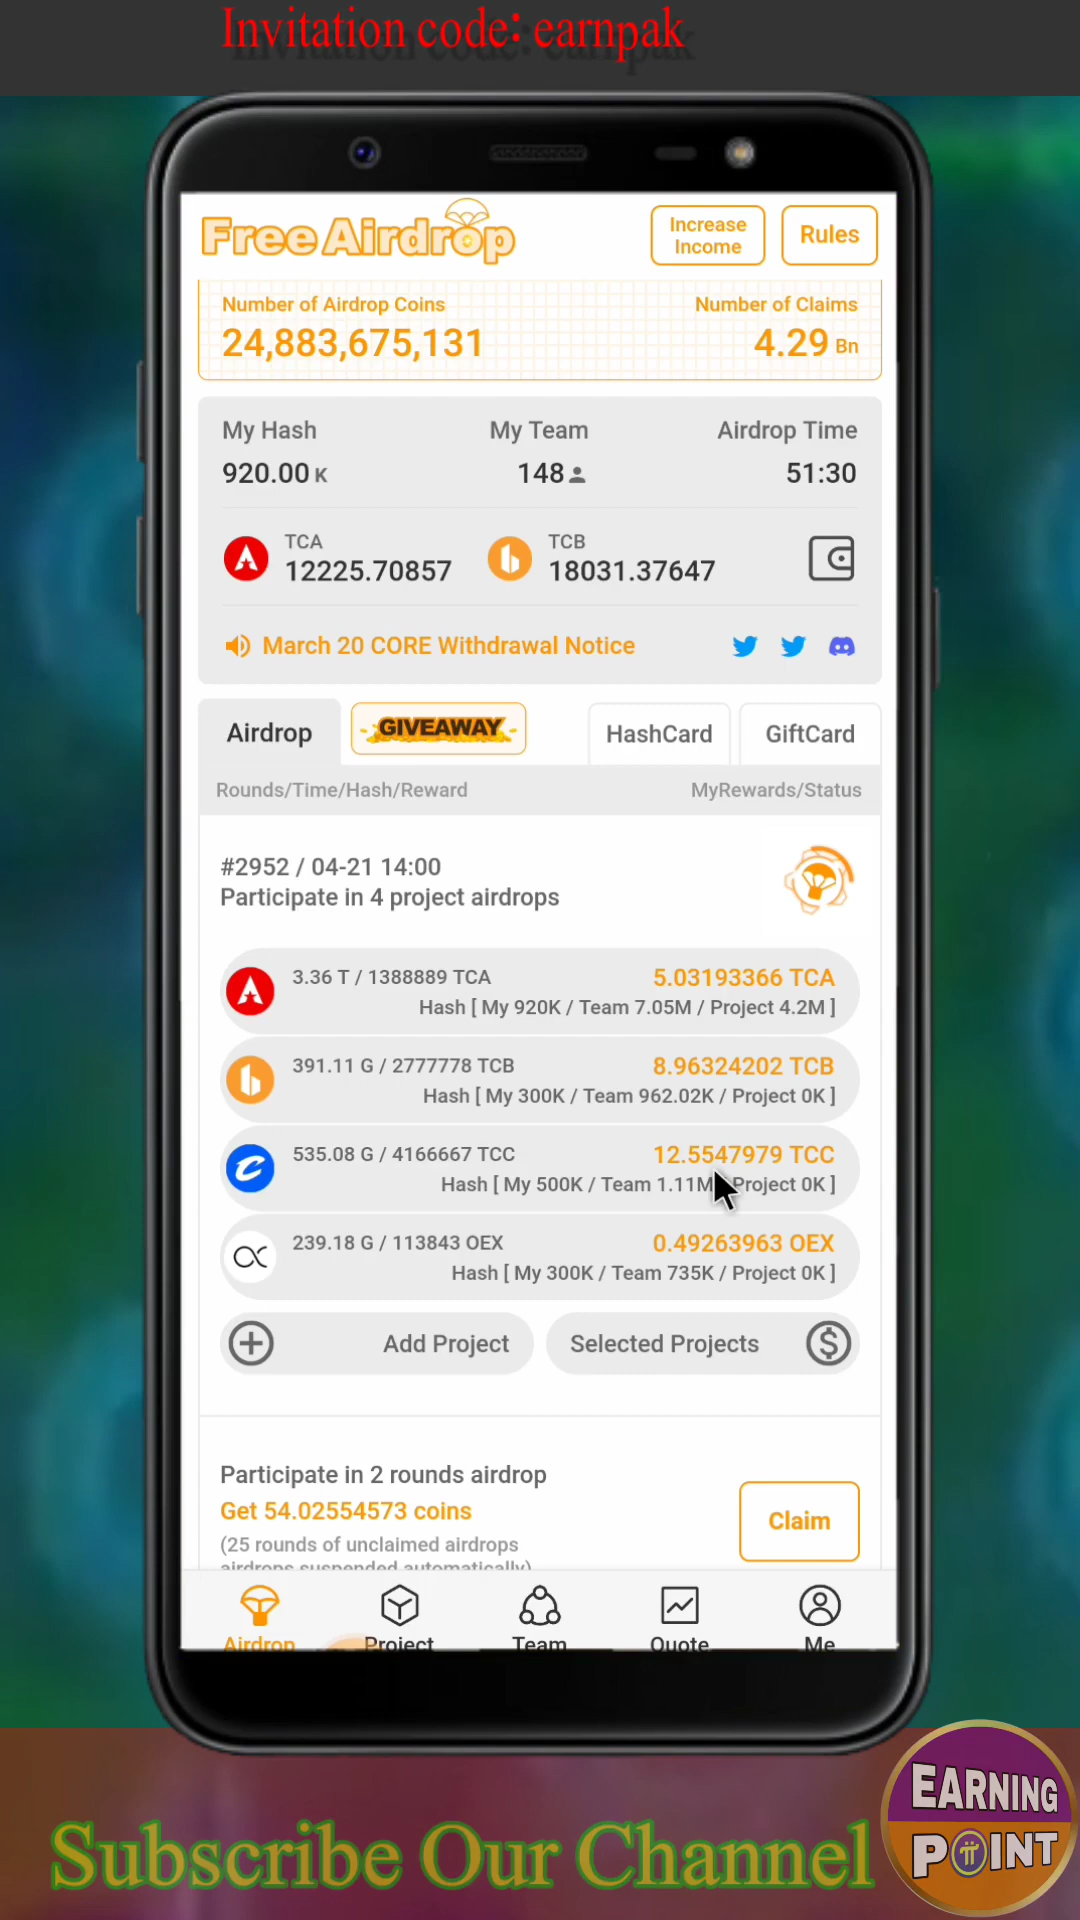 Invitation code: earnpak
Free Airdrop
Increase
Income
Rules
Number of Airdrop Coins
Number of Claims
24,883,675,131
4.29 Bn
My Hash
My Team
Airdrop Time
920.00 K
148
51:30
TCA
12225.70857
TCB
18031.37647
March 20 CORE Withdrawal Notice
Airdrop
GIVEAWAY
HashCard
GiftCard
Rounds/Time/Hash/Reward
MyRewards/Status
#2952 / 04-21 14:00
Participate in 4 project airdrops
3.36 T / 1388889 TCA
5.03193366 TCA
Hash [ My 920K / Team 7.05M / Project 4.2M ]
391.11 G / 2777778 TCB
8.96324202 TCB
Hash [ My 300K / Team 962.02K / Project 0K ]
535.08 G / 4166667 TCC
12.5547979 TCC
Hash [ My 500K / Team 1.11M Project 0K ]
239.18 G / 113843 OEX
0.49263963 OEX
Hash [ My 300K / Team 735K / Project 0K ]
Add Project
Selected Projects
Participate in 2 rounds airdrop
Get 54.02554573 coins
(25 rounds of unclaimed airdrops
airdrops suspended automatically)
Claim
Airdrop
Project
Team
Quote
Me
Subscribe Our Channel
EARNING
POINT